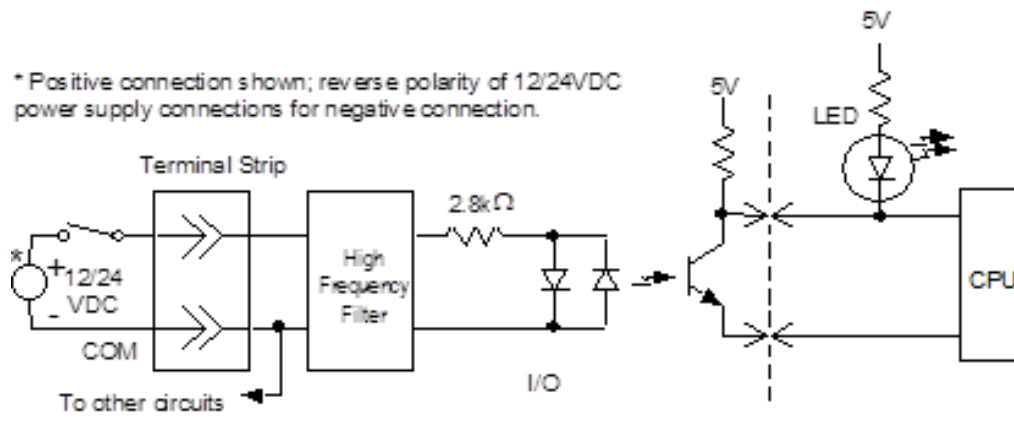 5V
* Positive connection shown; reverse polarity of 12/24VDC
power supply connections for negative connection.
5V
LED
Terminal Strip
2.8kΩ
*
+
12/24
VDC
-
High
Frequency
Filter
CPU
COM
I/O
To other circuits